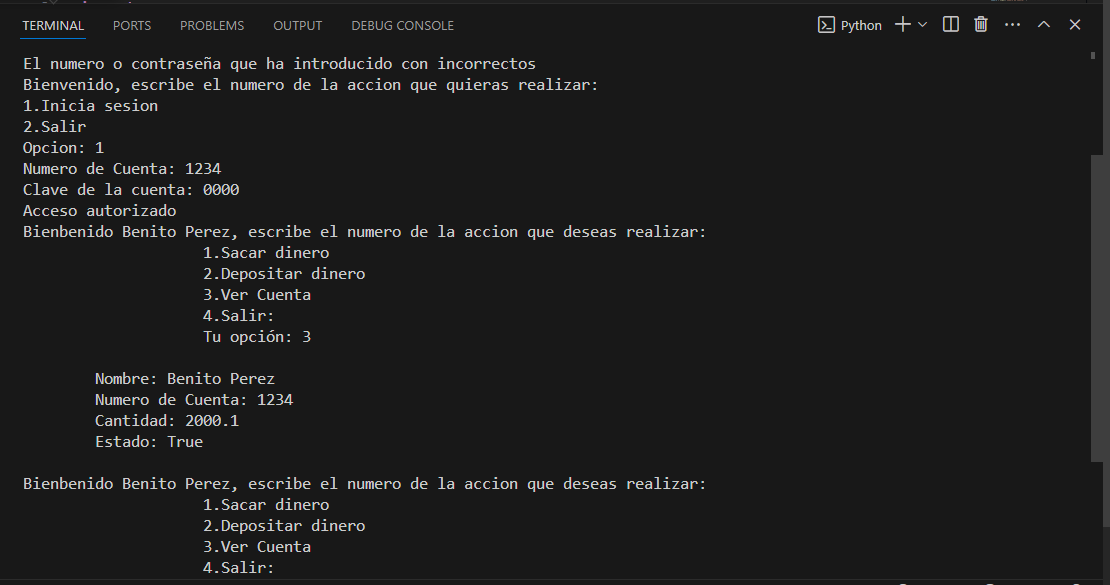 TERMINAL PORTS PROBLEMS OUTPUT DEBUG CONSOLE Python
El numero o contraseña que ha introducido con incorrectos
Bienvenido, escribe el numero de la accion que quieras realizar:
1.Inicia sesion
2.Salir
Opcion: 1
Numero de Cuenta: 1234
Clave de la cuenta: 0000
Acceso autorizado
Bienbenido Benito Perez, escribe el numero de la accion que deseas realizar:
1.Sacar dinero
2.Depositar dinero
3.Ver Cuenta
4.Salir:
Tu opción: 3
Nombre: Benito Perez
Numero de Cuenta: 1234
Cantidad: 2000.1
Estado: True
Bienbenido Benito Perez, escribe el numero de la accion que deseas realizar:
1.Sacar dinero
2.Depositar dinero
3.Ver Cuenta
4.Salir: